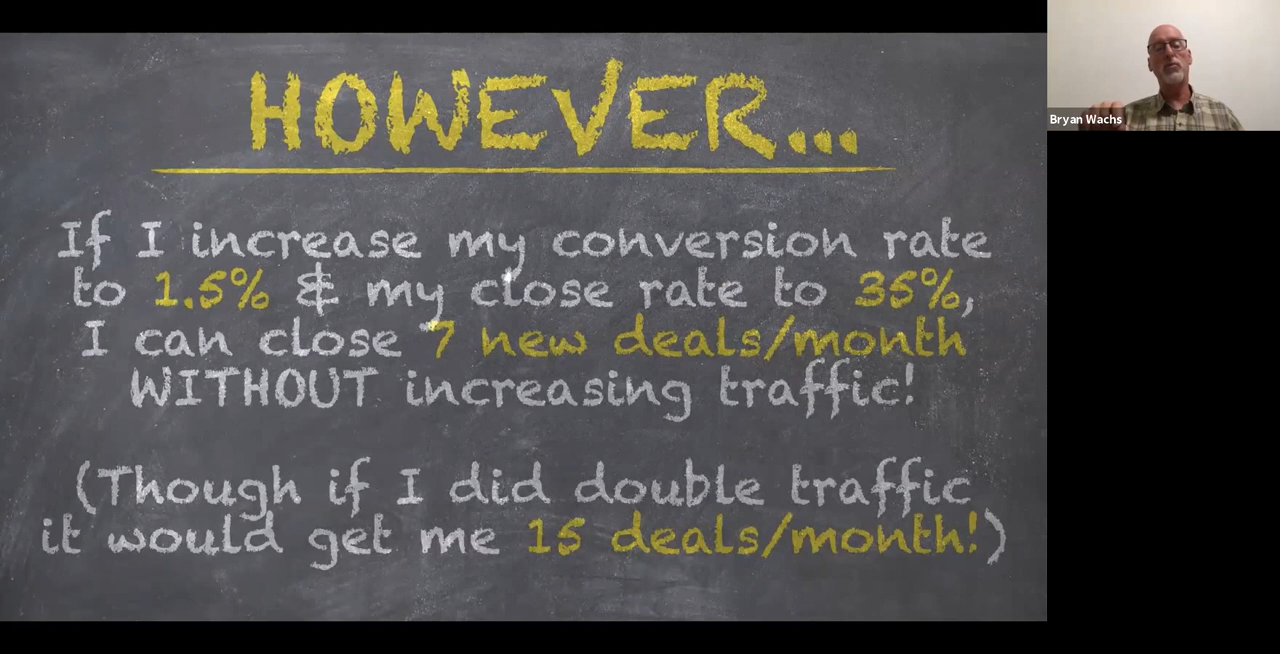 HOWEVER...
If I increase my conversion rate
to 1.5% & my close rate to 35%,
I can close 7 new deals/month
WITHOUT increasing traffic!
(Though if I did double traffic
it would get me 15 deals/month!)
Bryan Wachs